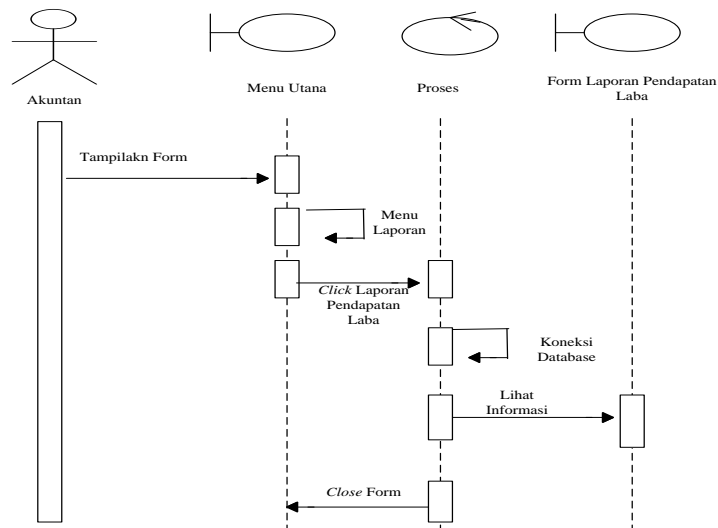 Akuntan
Menu Utana
Proses
Form Laporan Pendapatan
Laba
Tampilakn Form
Menu
Laporan
Click Laporan
Pendapatan
Laba
Koneksi
Database
Lihat
Informasi
Close Form